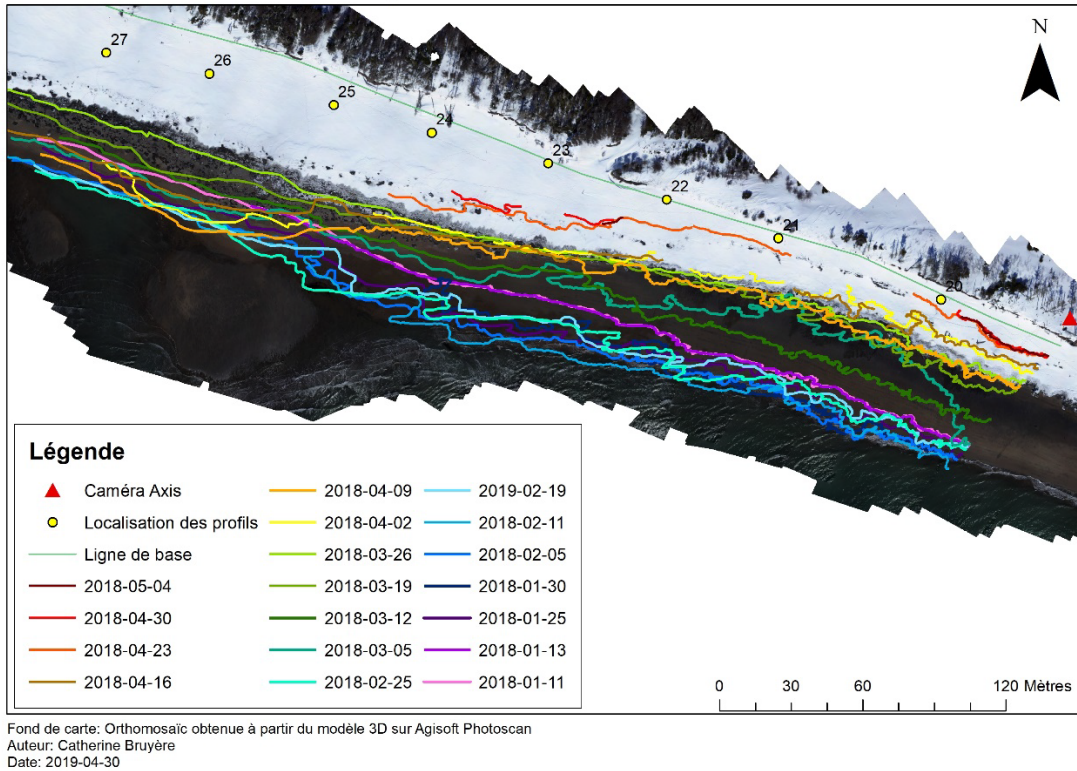 N
27
26
25
24
23
22
21
20
Légende
Caméra Axis
Localisation des profils
Ligne de base
2018-05-04
2018-04-30
2018-04-23
2018-04-16
2018-04-09
2018-04-02
2018-03-26
2018-03-19
2018-03-12
2018-03-05
2018-02-25
2019-02-19
2018-02-11
2018-02-05
2018-01-30
2018-01-25
2018-01-13
2018-01-11
0 30 60 120 Mètres
Fond de carte: Orthomosaïc obtenue à partir du modèle 3D sur Agisoft Photoscan
Auteur: Catherine Bruyère
Date: 2019-04-30